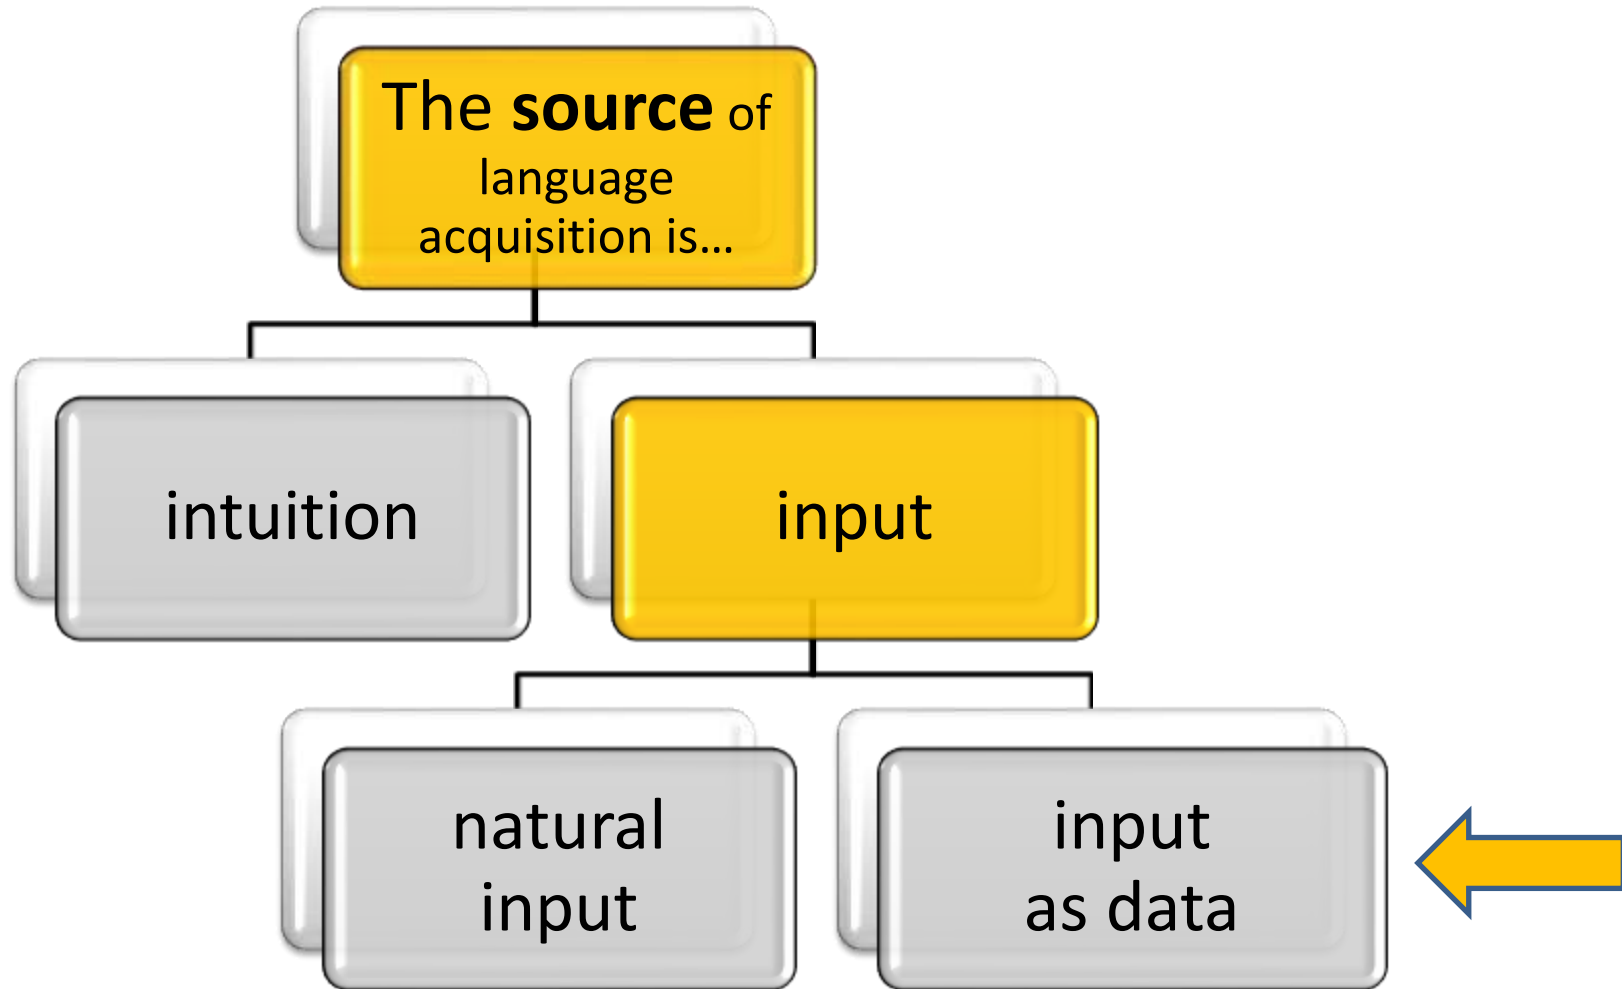 The source of
language
acquisition is…
intuition
input
natural
input
input
as data